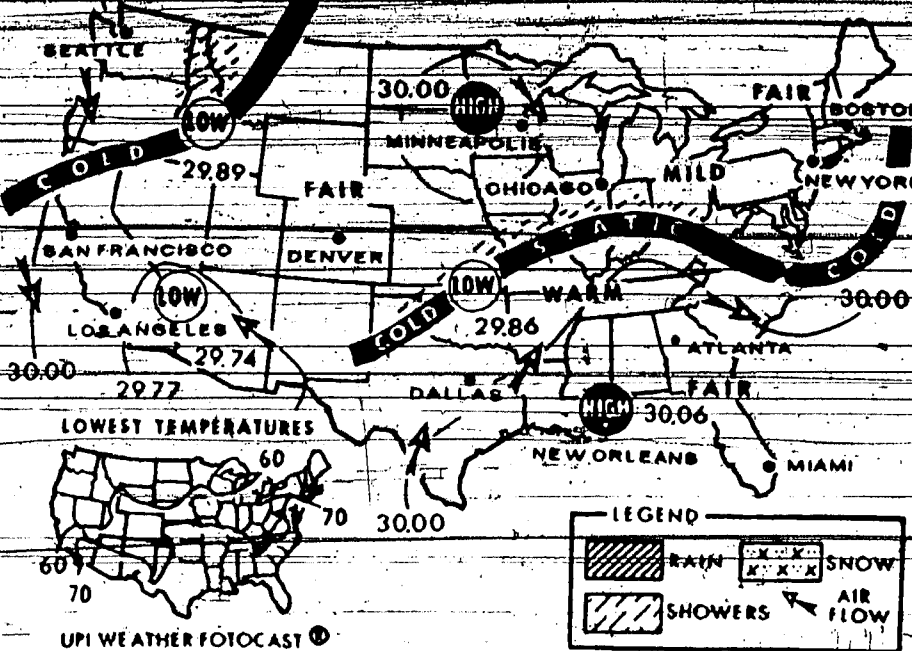 SEATTLE
LOW
COLD
29.89
30.00
HIGH
MINNEAPOLIS
FAIR
BOSTON
FAIR
CHICAGO
MILD
NEW YORK
SAN FRANCISCO
DENVER
STATIC
COLD
LOW
LOW
WARM
30.00
LOS ANGELES
COLD
29.86
29.74
ATLANTA
30.00
29.77
DALLAS
FAIR
HIGH
30.06
LOWEST TEMPERATURES
NEW ORLEANS
MIAMI
60
70
30.00
60
70
LEGEND
RAIN
SNOW
SHOWERS
AIR
FLOW
UPI WEATHER FOTOCAST ®